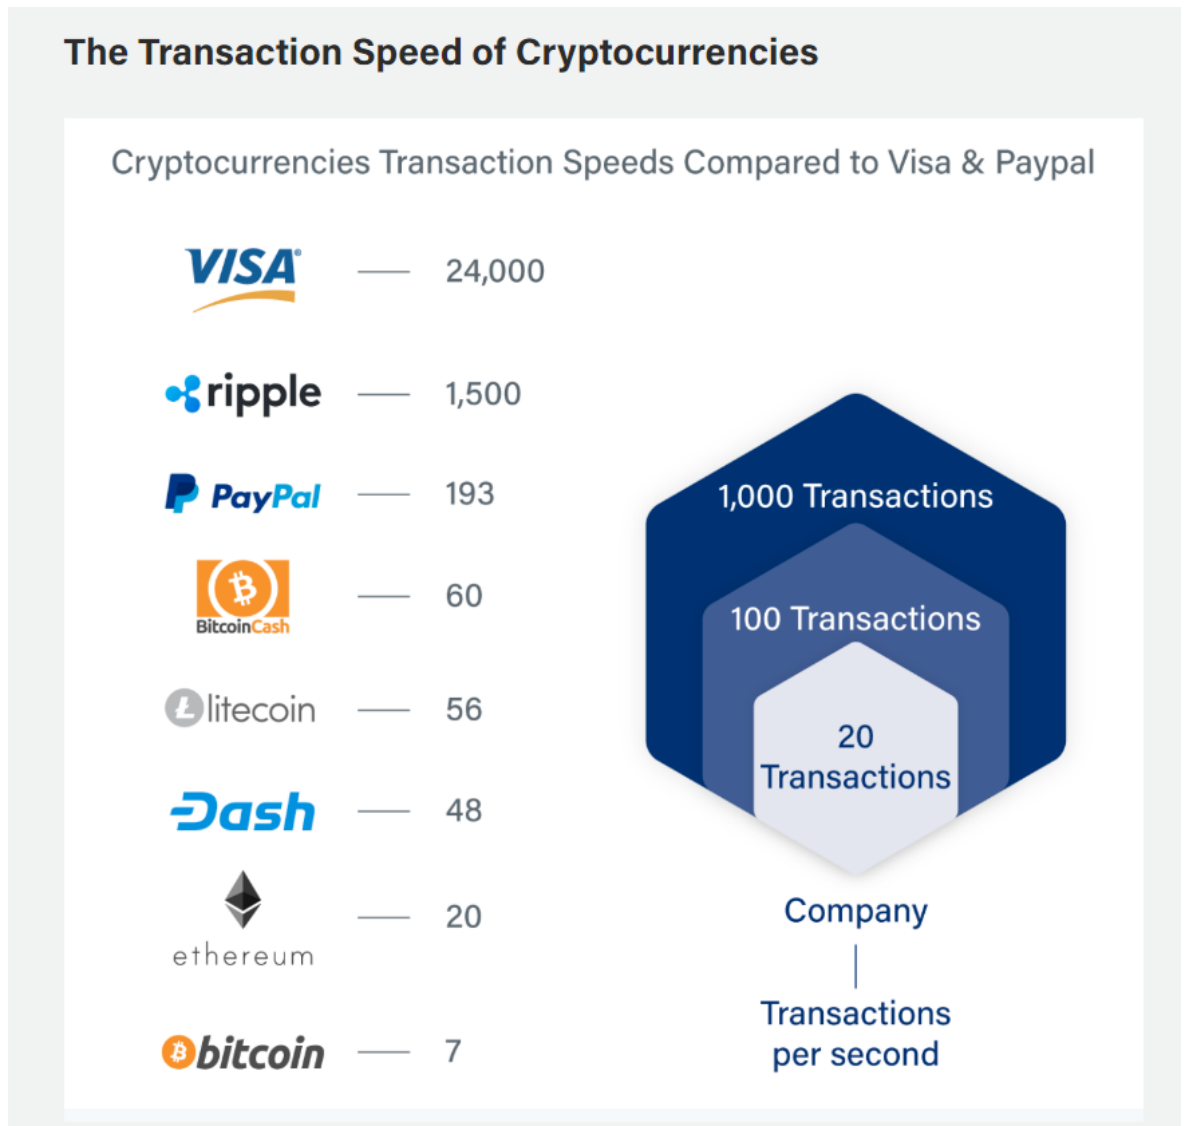 The Transaction Speed of Cryptocurrencies
Cryptocurrencies Transaction Speeds Compared to Visa & Paypal
VISA® — 24,000
ripple — 1,500
PayPal — 193
BitcoinCash — 60
litecoin — 56
Dash — 48
ethereum — 20
bitcoin — 7
1,000 Transactions
100 Transactions
20
Transactions
Company
Transactions
per second